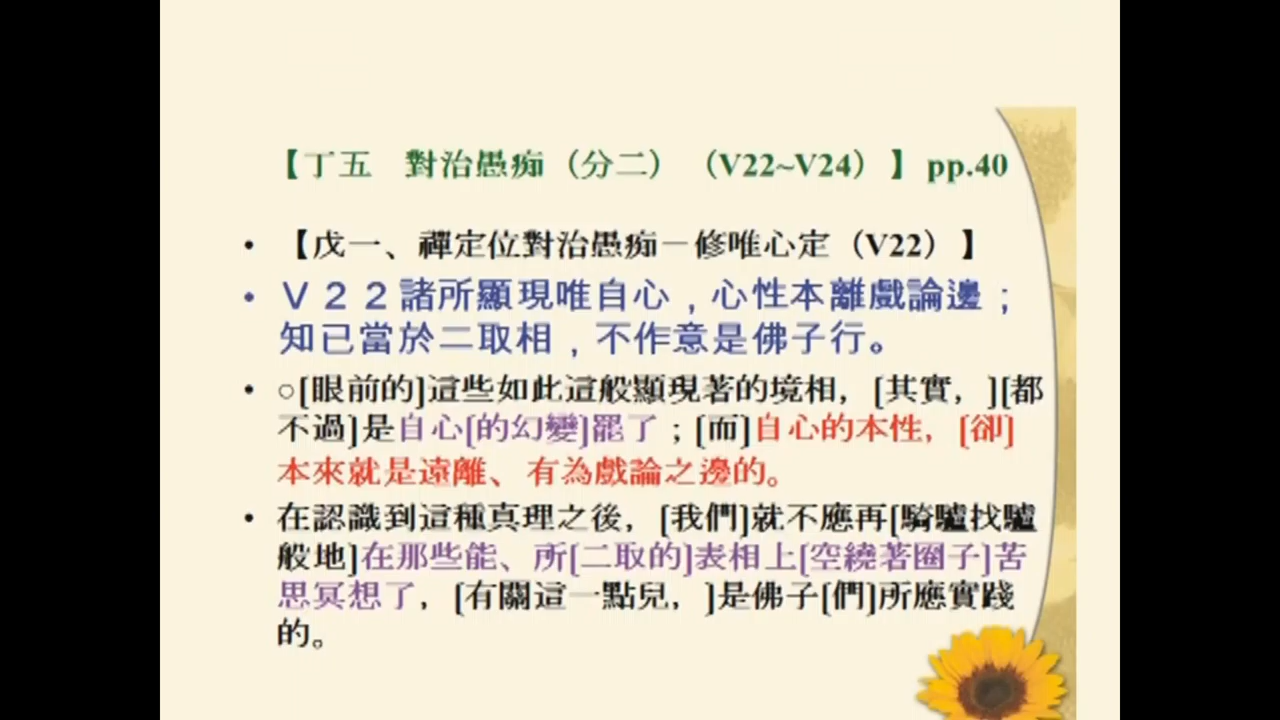 【丁五　對治愚痴（分二）（V22~V24）】pp.40
• 【戊一、禪定位對治愚痴－修唯心定（V22）】
• Ｖ２２諸所顯現唯自心，心性本離戲論邊；
知已當於二取相，不作意是佛子行。
• ○[眼前的]這些如此這般顯現著的境相，[其實，][都
不過]是自心[的幻變]罷了；[而]自心的本性，[卻]
本來就是遠離、有為戲論之邊的。
• 在認識到這種真理之後，[我們]就不應再[騎驢找驢
般地]在那些能、所[二取的]表相上[空繞著圈子]苦
思冥想了，[有關這一點兒，]是佛子[們]所應實踐
的。